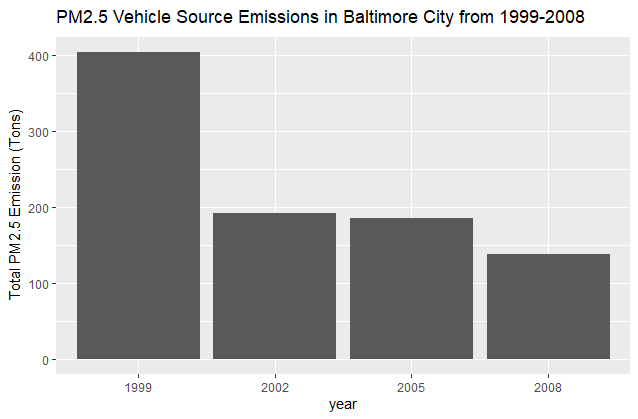 PM2.5 Vehicle Source Emissions in Baltimore City from 1999-2008
Total PM2.5 Emission (Tons)
400
300
200
100
0
1999 2002 2005 2008
year